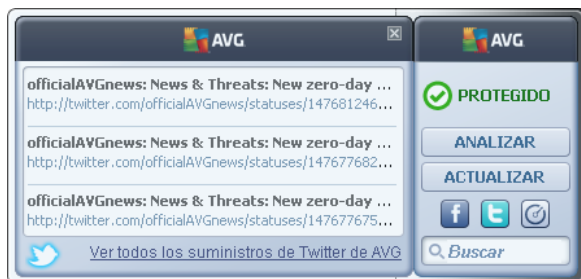 AVG
officialAVGnews: News & Threats: New zero-day ...
http://twitter.com/officialAVGnews/statuses/147681246...
officialAVGnews: News & Threats: New zero-day ...
http://twitter.com/officialAVGnews/statuses/147677682...
officialAVGnews: News & Threats: New zero-day ...
http://twitter.com/officialAVGnews/statuses/147677675...
Ver todos los suministros de Twitter de AVG
AVG
PROTEGIDO
ANALIZAR
ACTUALIZAR
f t
Buscar